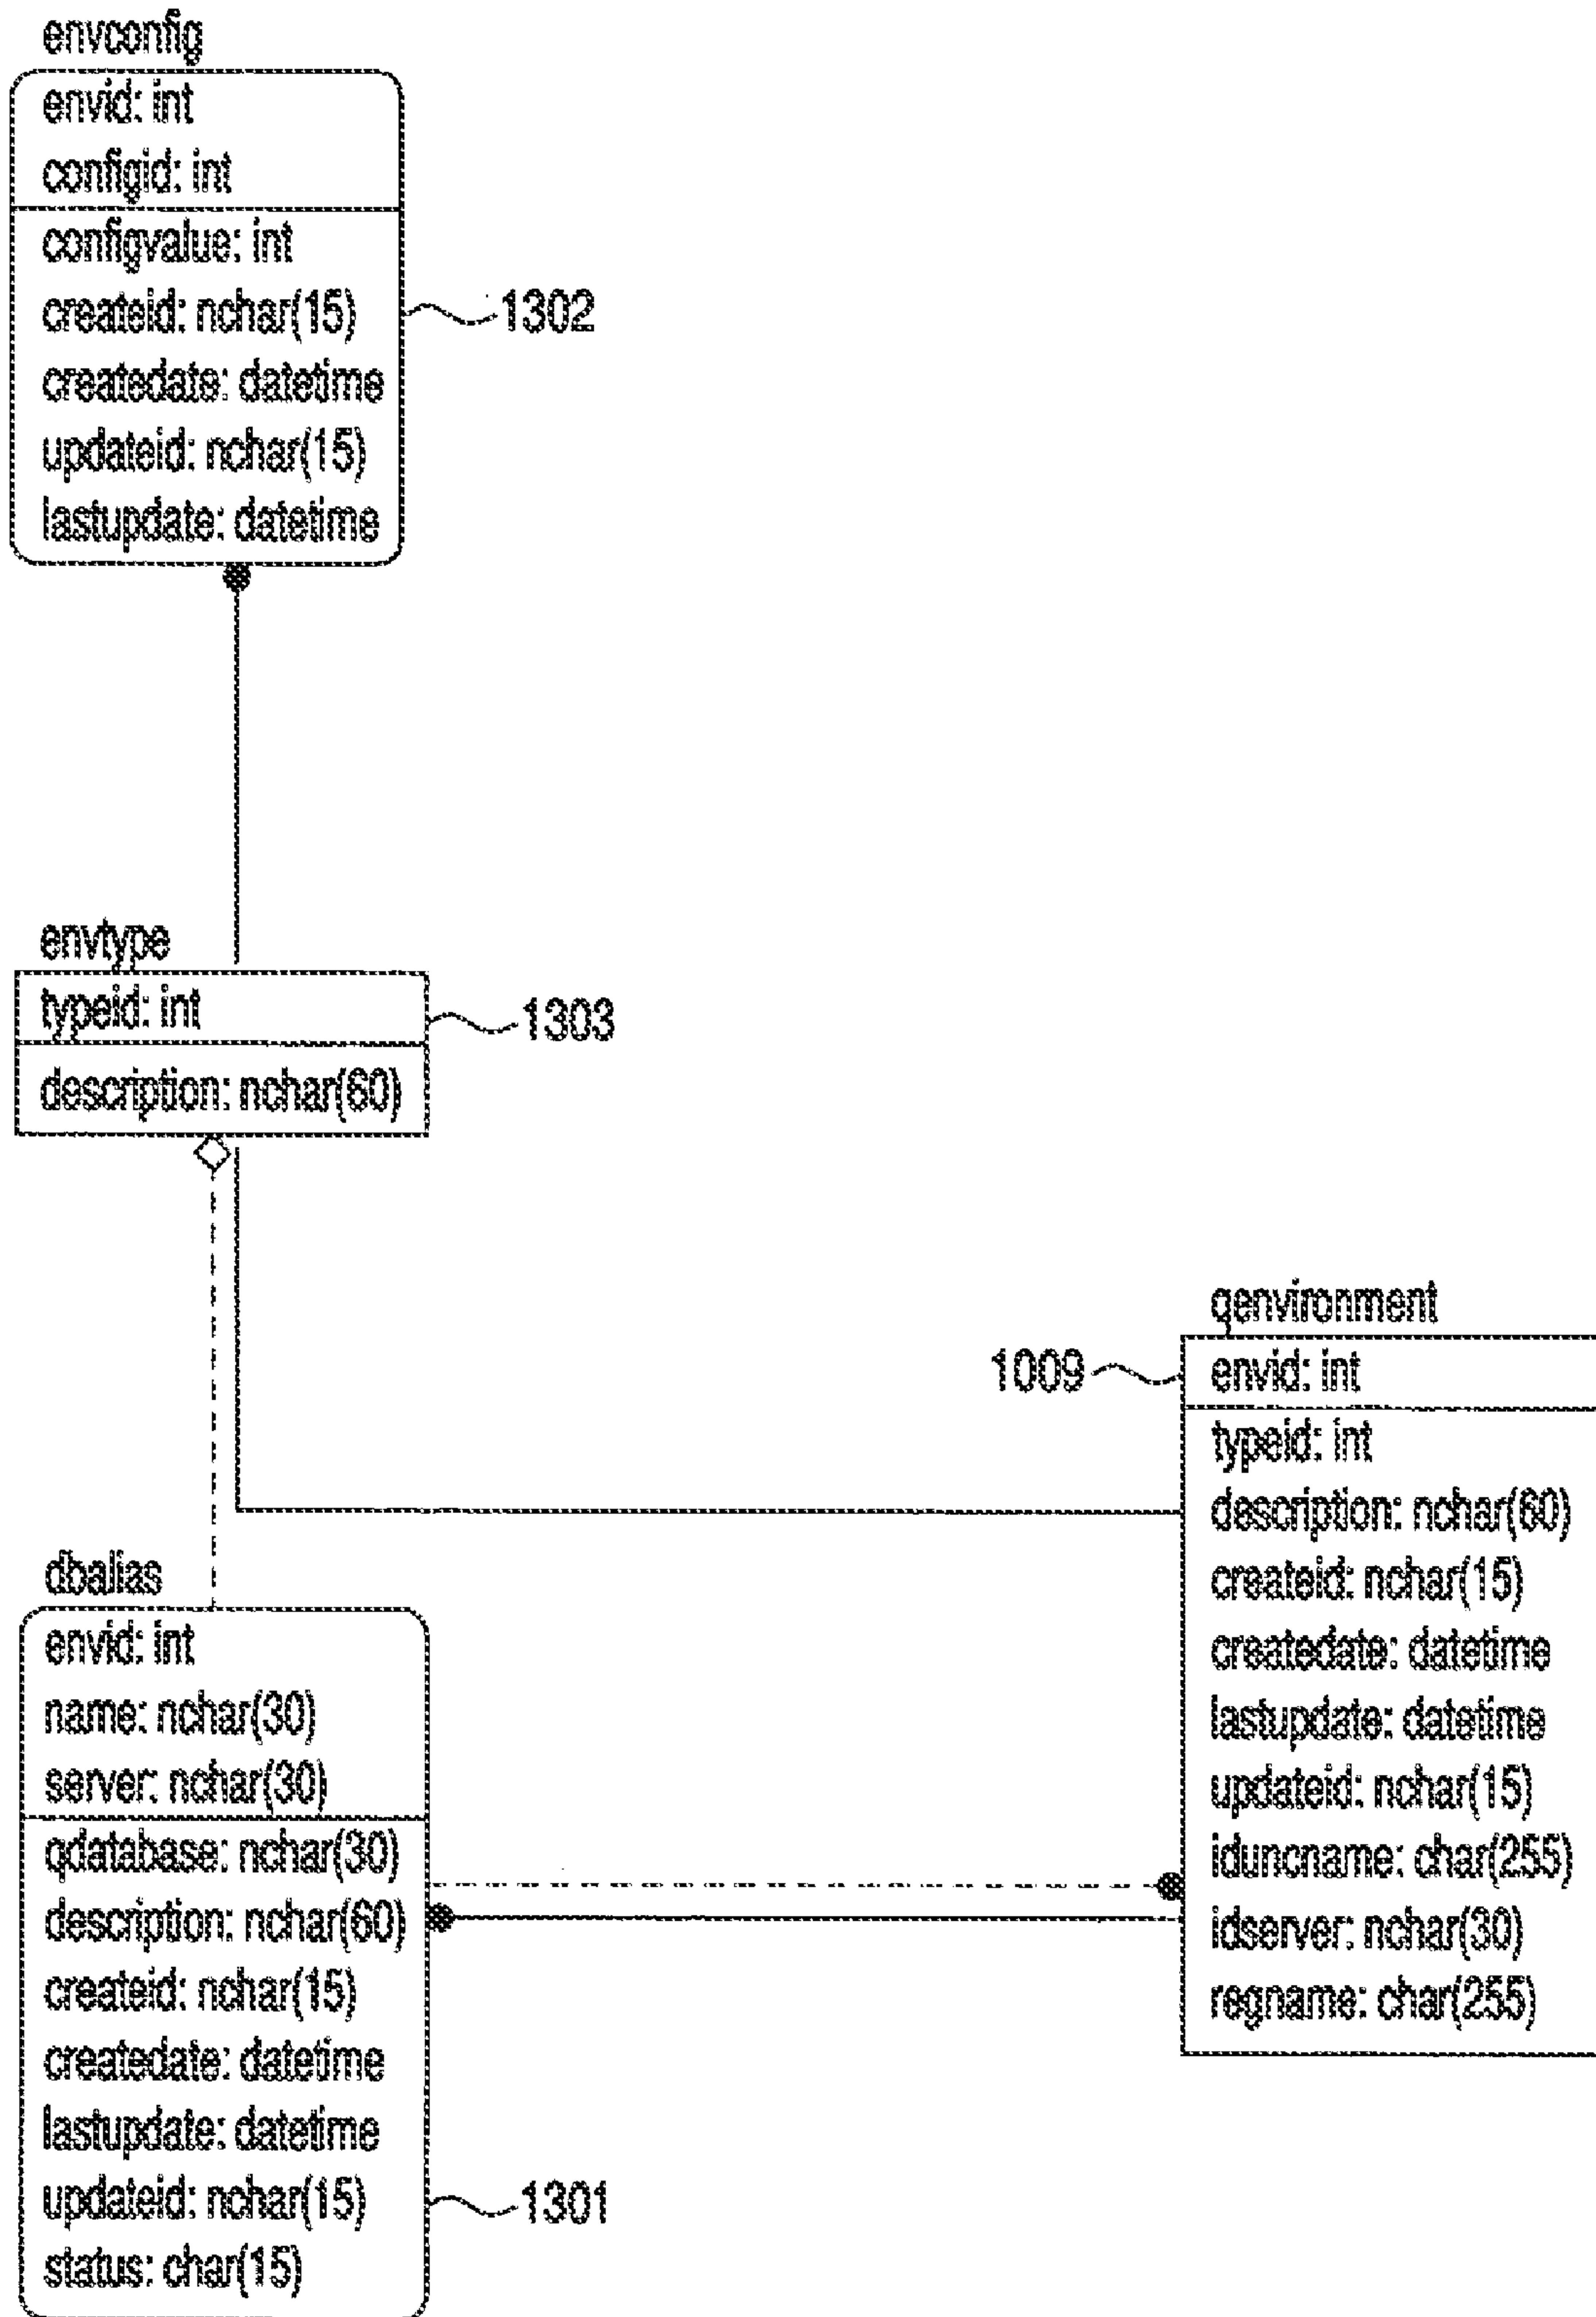 envconfig
envid: int
configid: int
configvalue: int
createid: nchar(15)
createdate: datetime
updateid: nchar(15)
lastupdate: datetime
1302
envtype
typeid: int
description: nchar(60)
1303
qenvironment
1009
envid: int
typeid: int
description: nchar(60)
createid: nchar(15)
createdate: datetime
lastupdate: datetime
updateid: nchar(15)
iduncname: char(255)
idserver: nchar(30)
regname: char(255)
dbalias
envid: int
name: nchar(30)
server: nchar(30)
qdatabase: nchar(30)
description: nchar(60)
createid: nchar(15)
createdate: datetime
lastupdate: datetime
updateid: nchar(15)
status: char(15)
1301